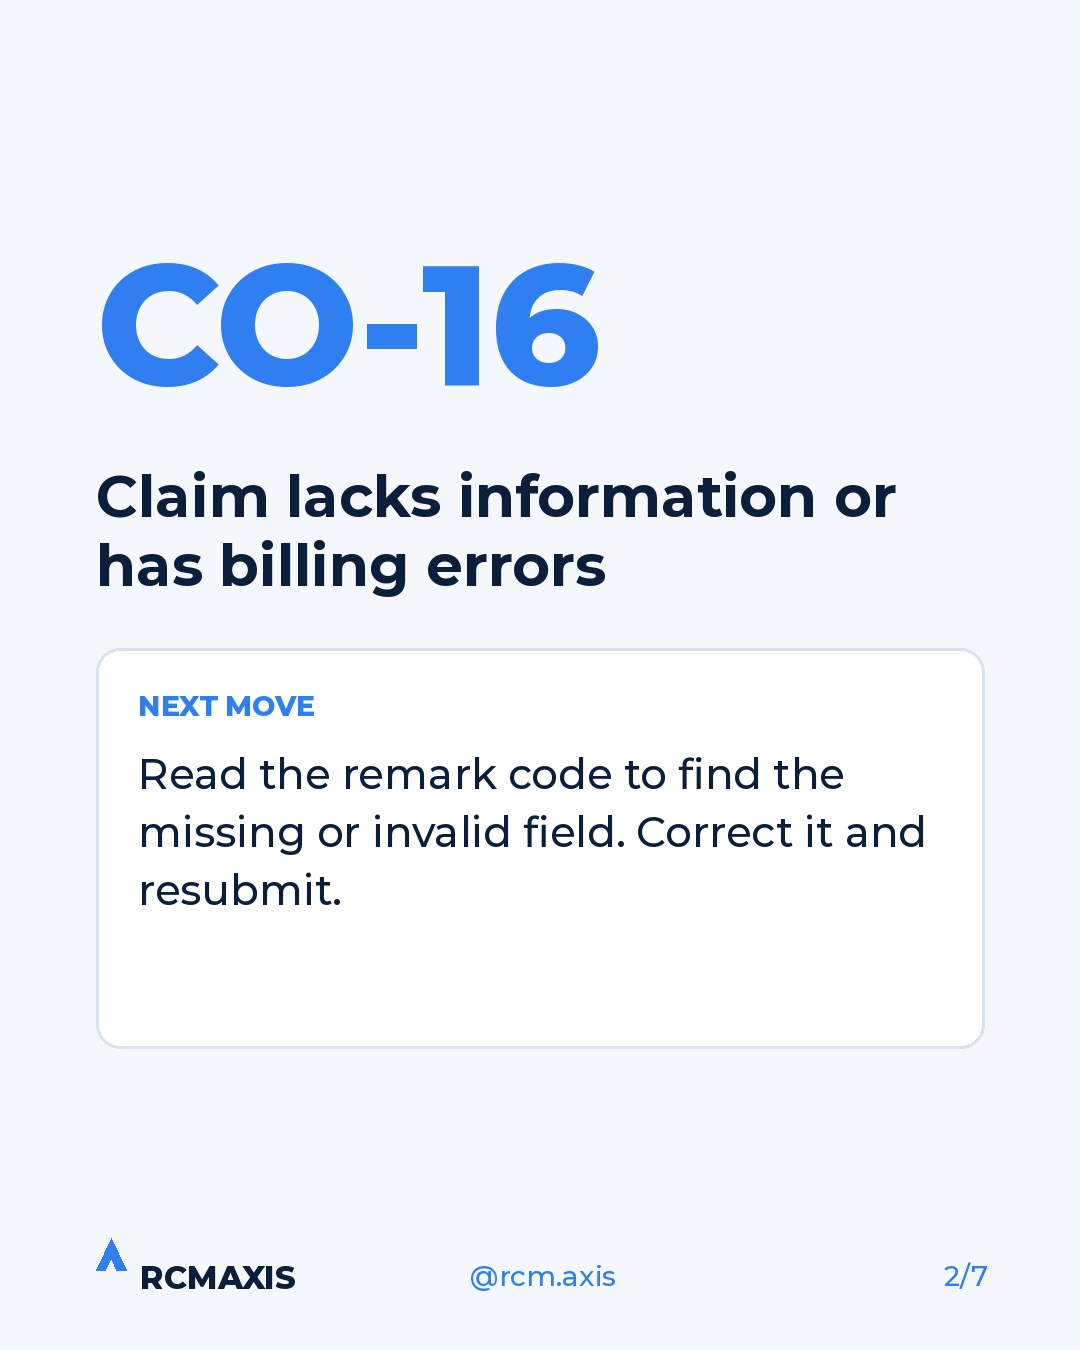 CO-16
Claim lacks information or
has billing errors
NEXT MOVE
Read the remark code to find the
missing or invalid field. Correct it and
resubmit.
RCMAXIS
@rcm.axis
2/7